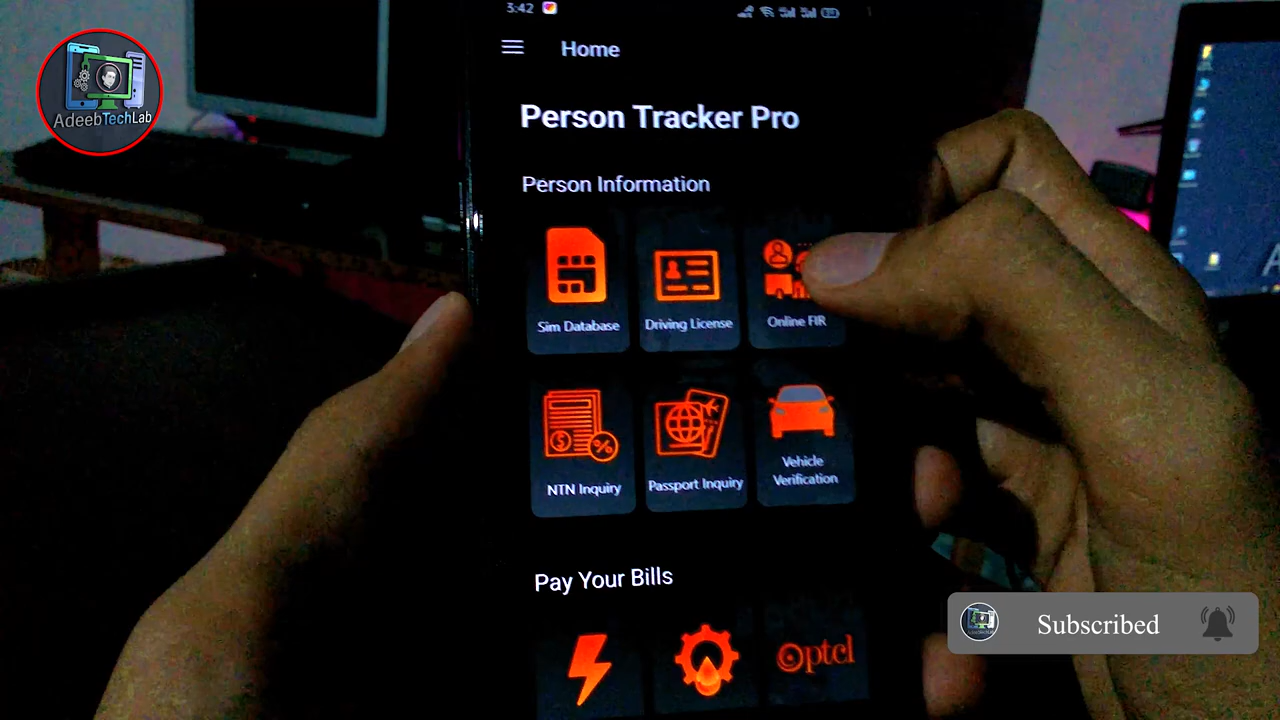 3:42
AdeebTechLab
Home
Person Tracker Pro
Person Information
Sim Database
Driving License
Online FIR
NTN Inquiry
Passport Inquiry
Vehicle
Verification
Pay Your Bills
ptcl
Subscribed